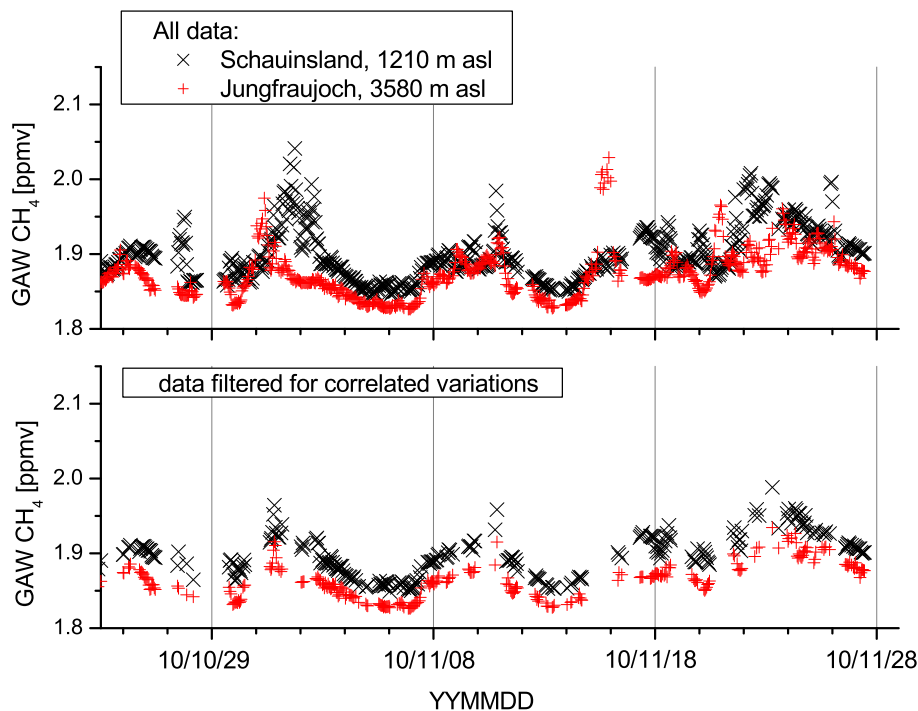 All data:
× Schauinsland, 1210 m asl
+ Jungfraujoch, 3580 m asl
GAW CH4 [ppmv]
2.1
2.0
1.9
1.8
data filtered for correlated variations
GAW CH4 [ppmv]
2.1
2.0
1.9
1.8
10/10/29 10/11/08 10/11/18 10/11/28
YYMMDD